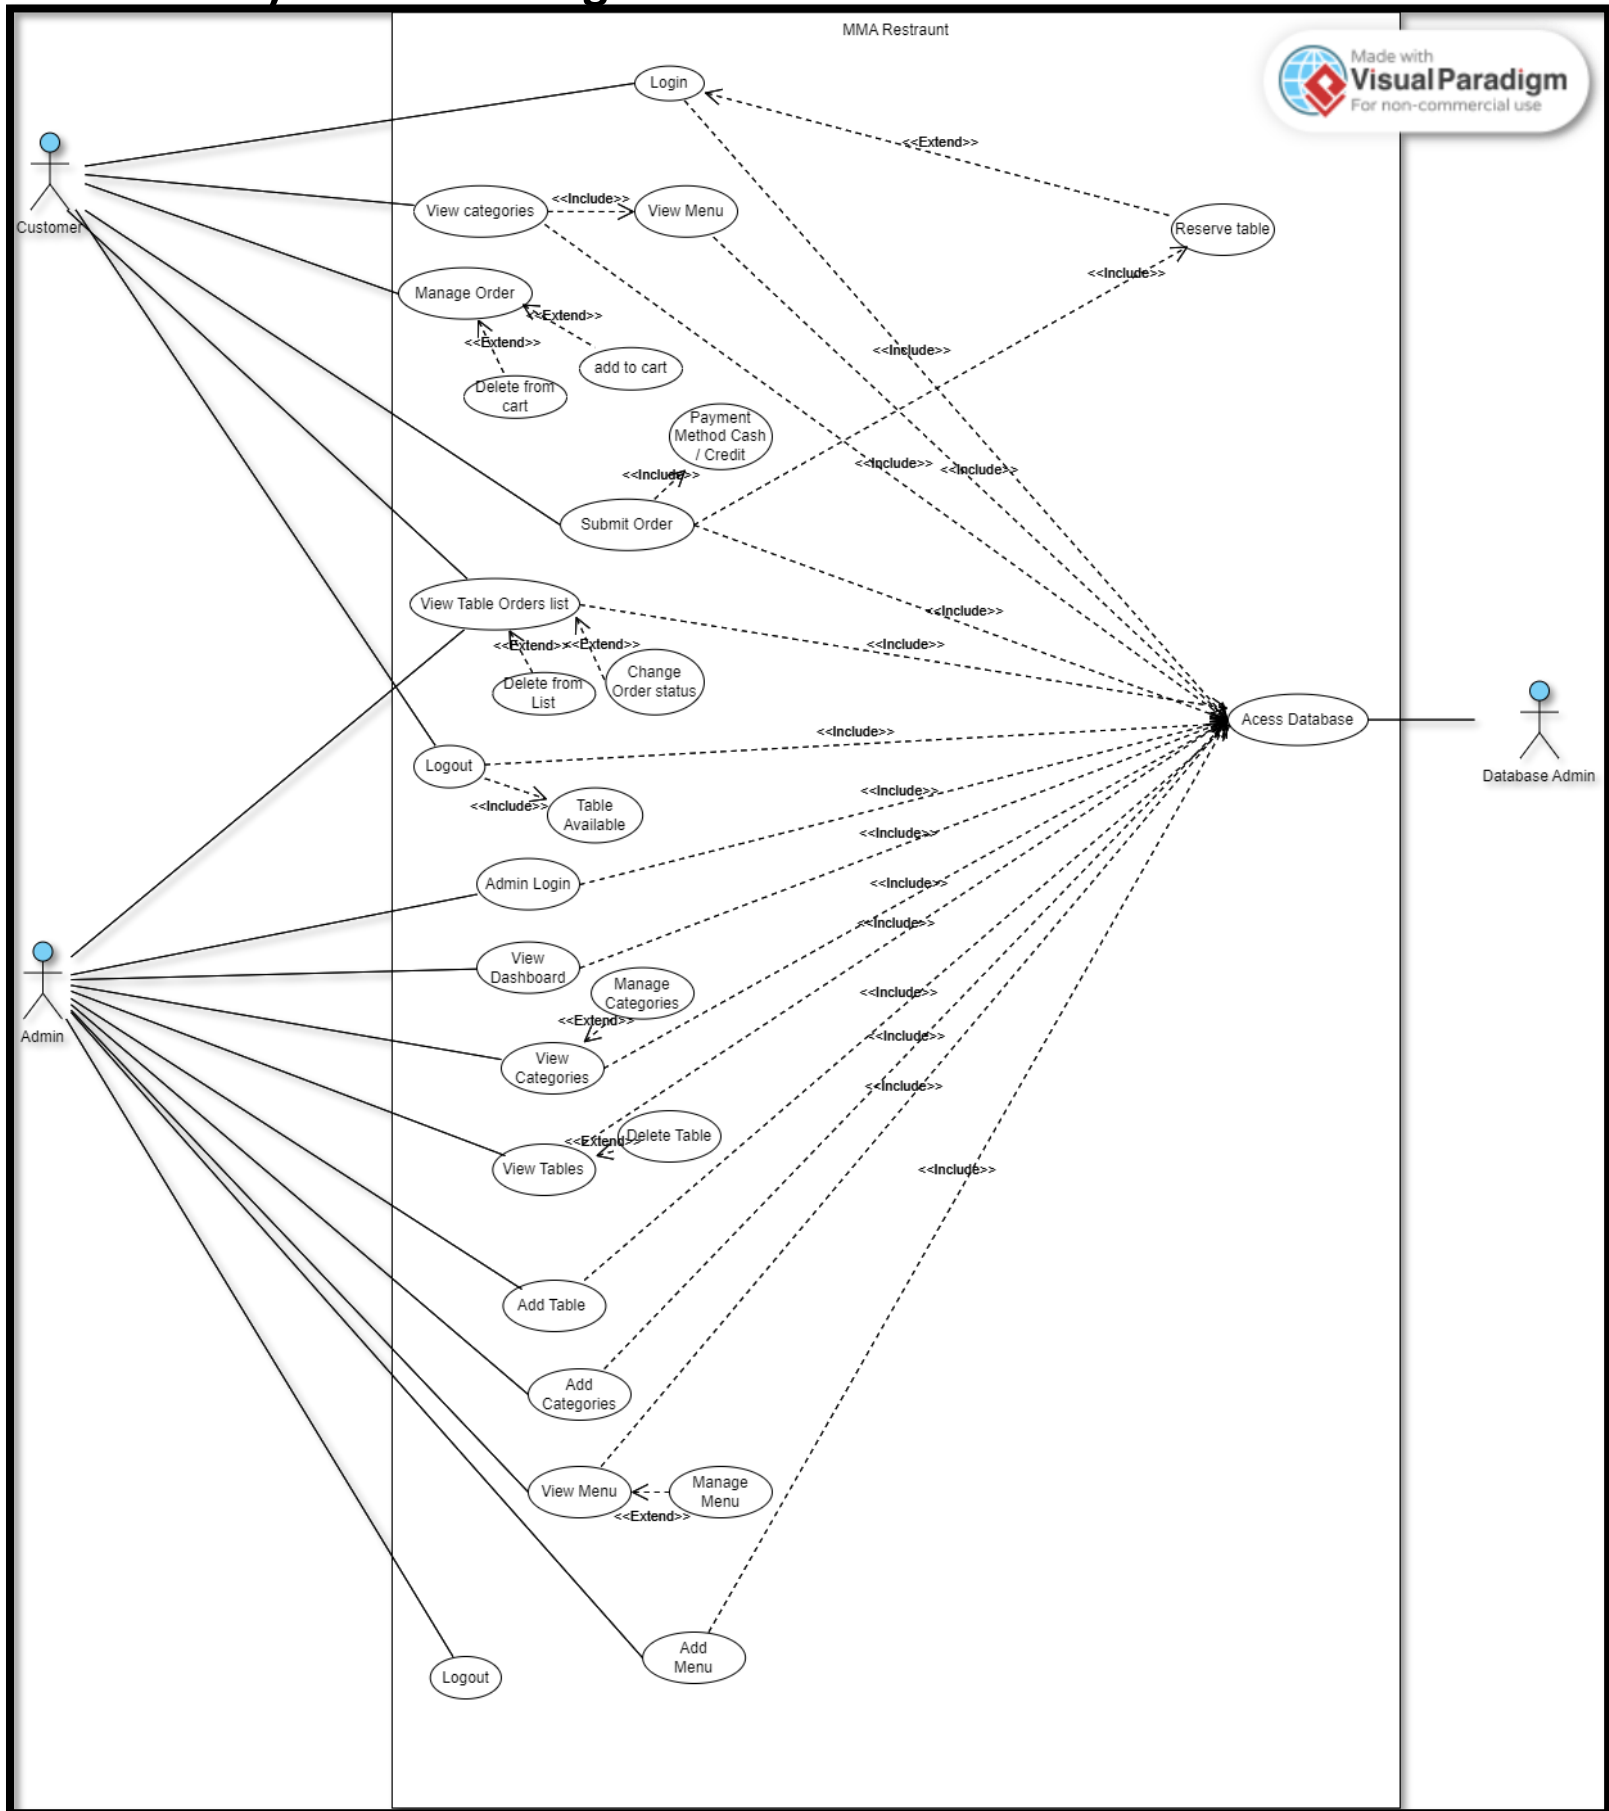 MMA Restraunt
Made with
Visual Paradigm
For non-commercial use
Login
<<Extend>>
Customer
View categories
<<Include>>
View Menu
Reserve table
<<Include>>
Manage Order
<<Extend>>
<<Extend>>
add to cart
<<Include>>
Delete from
cart
Payment
Method Cash
/ Credit
<<Include>>
<<Include>>
<<Include>>
Submit Order
View Table Orders list
<<Include>>
<<Extend>>
<<Extend>>
<<Include>>
Delete from
List
Change
Order status
Acess Database
Database Admin
<<Include>>
Logout
<<Include>>
Table
Available
<<Include>>
<<Include>>
Admin Login
<<Include>>
<<Include>>
View
Dashboard
Manage
Categories
<<Include>>
Admin
<<Extend>>
<<Include>>
View
Categories
<<Include>>
<<Extend>>
Delete Table
View Tables
<<Include>>
Add Table
Add
Categories
View Menu
Manage
Menu
<<Extend>>
Add
Menu
Logout